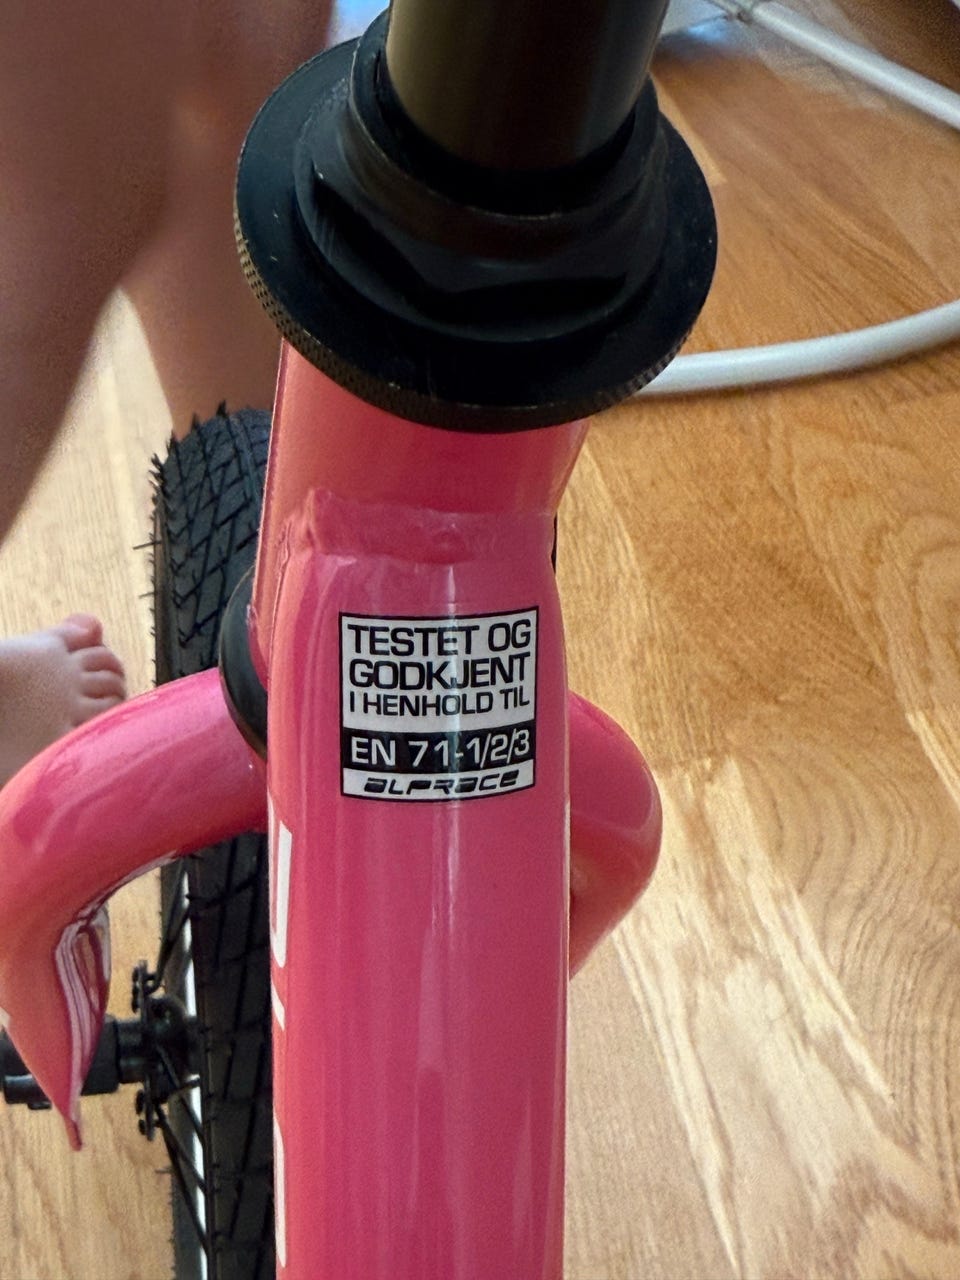 TESTET OG
GODKJENT
I HENHOLD TIL
EN 71-1/2/3
ALPRACE